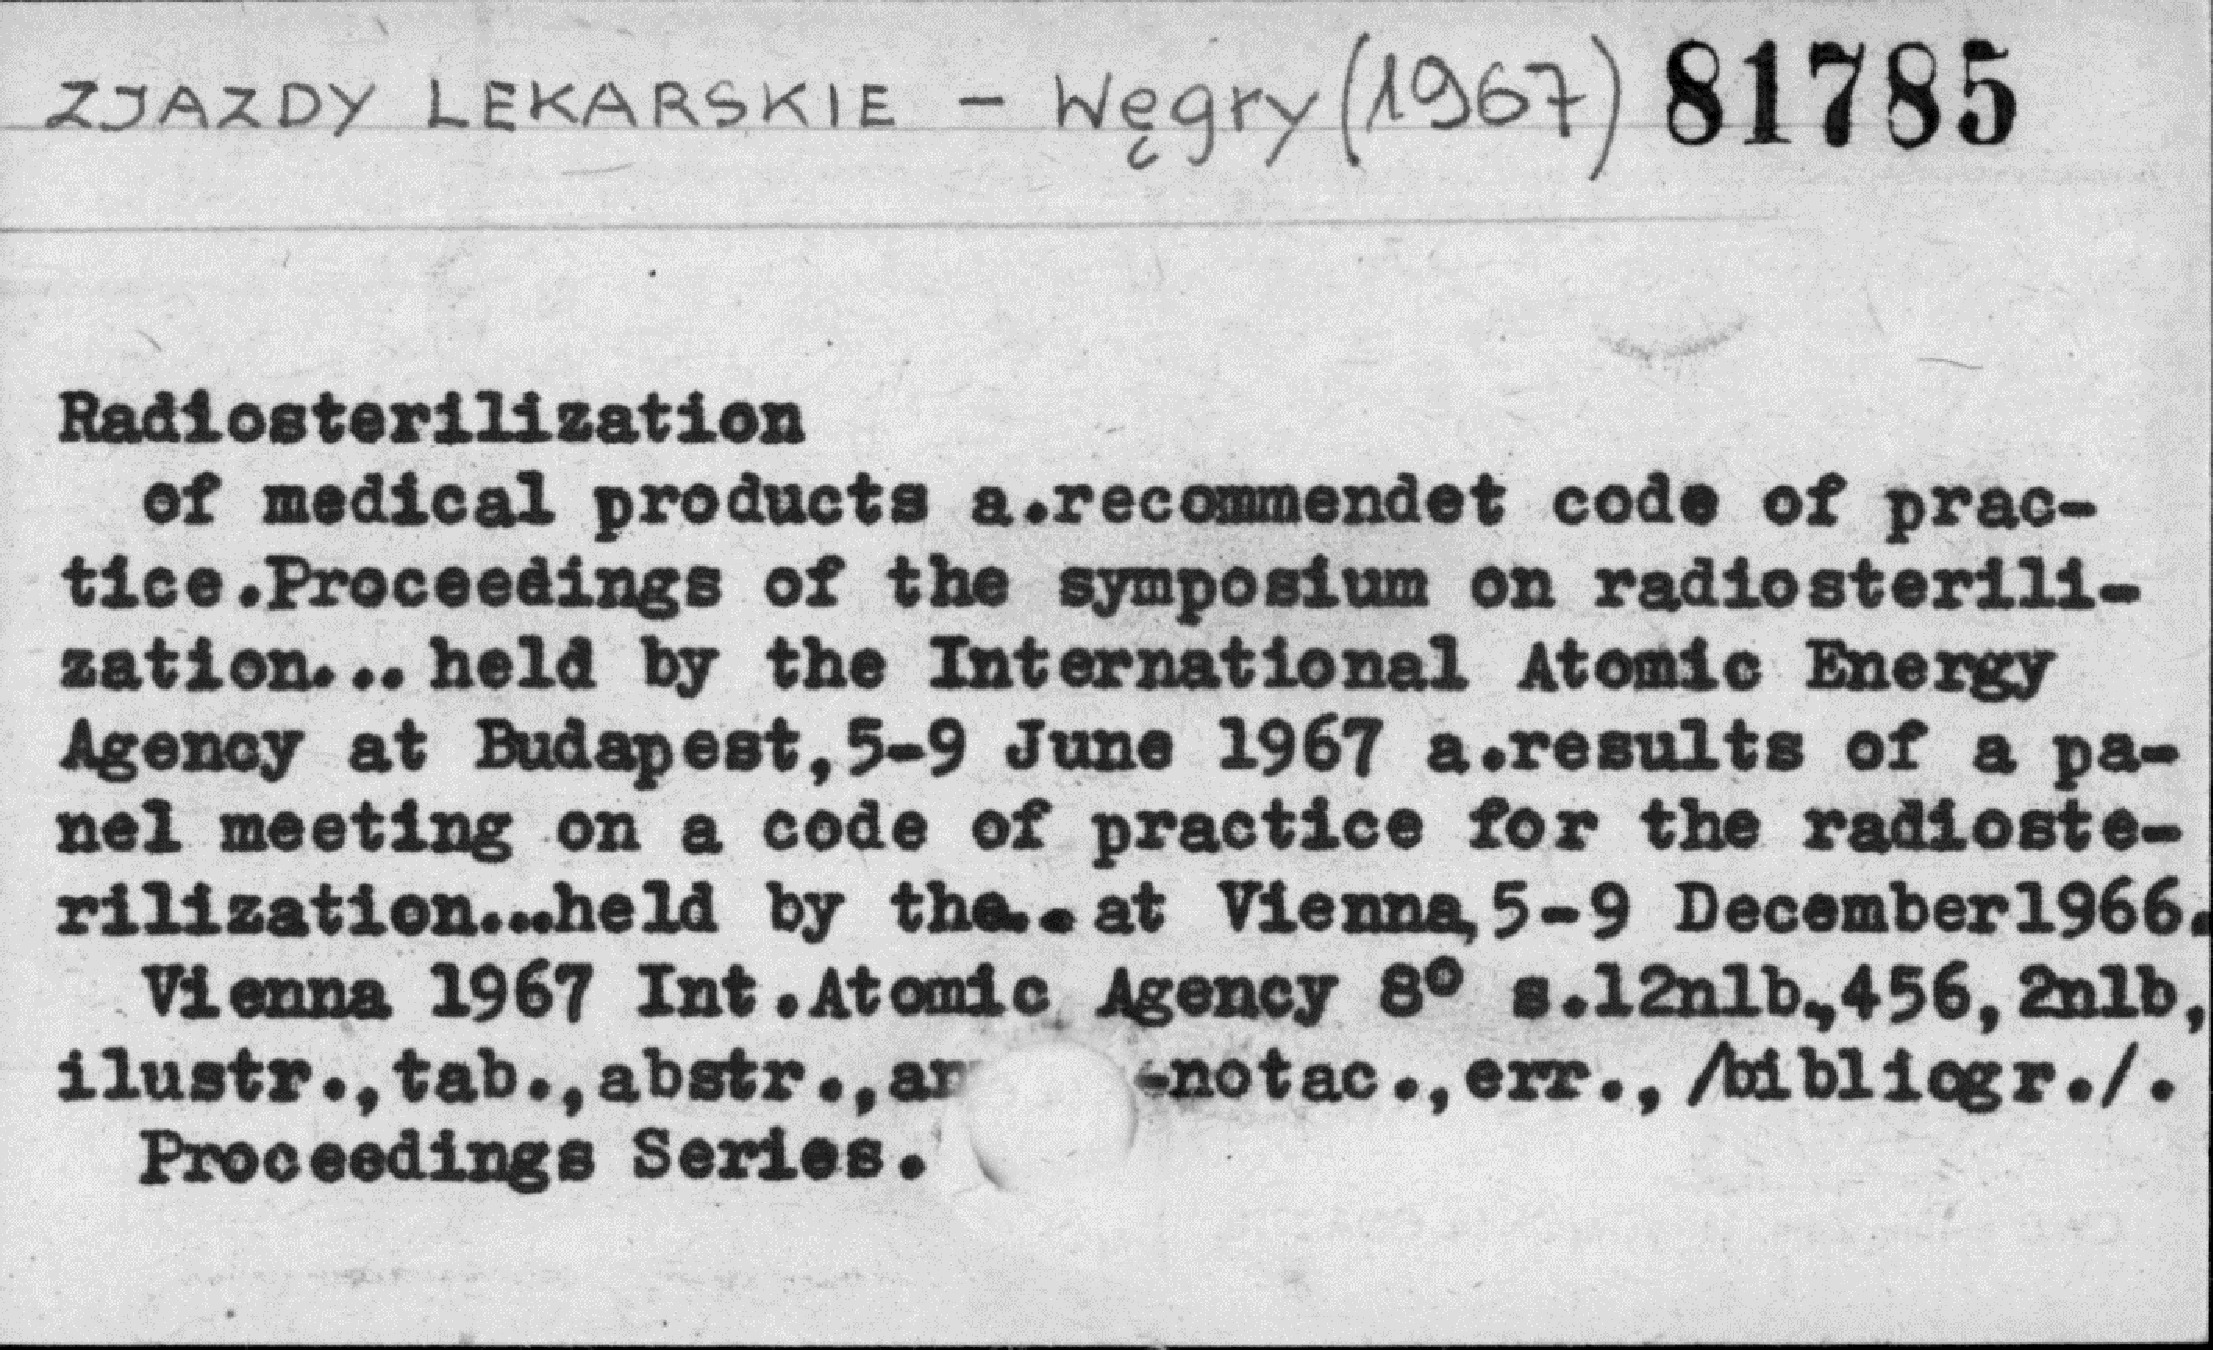 ZJAZDY LEKARSKIE - Węgry (1967) 81785
Radiosterilization
of medical products a.recommendet code of prac-
tice.Proceedings of the symposium on radiosterili-
zation... held by the International Atomic Energy
Agency at Budapest,5-9 June 1967 a.results of a pa-
nel meeting on a code of practice for the radioste-
rilization...held by the.. at Vienna,5-9 December1966.
Vienna 1967 Int.Atomic Agency 8° s.12nlb.,456,2nlb,
ilustr.,tab.,abstr., -notac.,err.,/bibliogr./.
Proceedings Series.